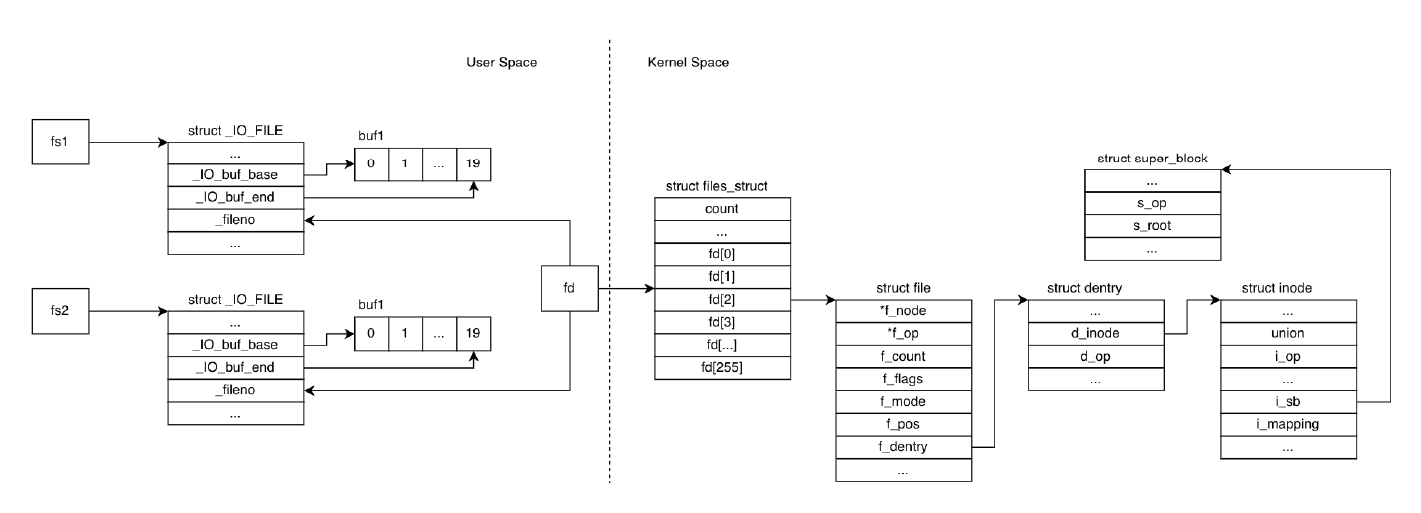 User Space
Kernel Space
fs1
struct _IO_FILE
...
_IO_buf_base
_IO_buf_end
_fileno
...
buf1
0 1 ... 19
fs2
struct _IO_FILE
...
_IO_buf_base
_IO_buf_end
_fileno
...
buf1
0 1 ... 19
fd
struct files_struct
count
...
fd[0]
fd[1]
fd[2]
fd[3]
fd[...]
fd[255]
struct file
*f_node
*f_op
f_count
f_flags
f_mode
f_pos
f_dentry
...
struct dentry
...
d_inode
d_op
...
struct super_block
...
s_op
s_root
...
struct inode
...
union
i_op
...
i_sb
i_mapping
...